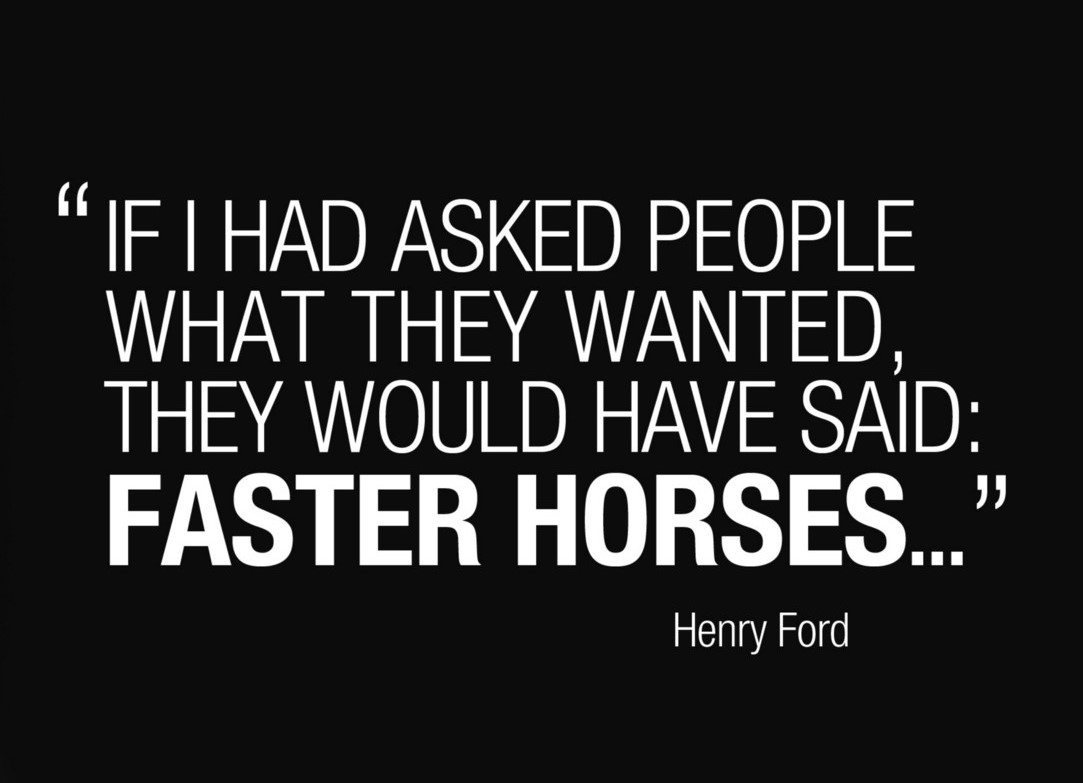 “IF I HAD ASKED PEOPLE
WHAT THEY WANTED,
THEY WOULD HAVE SAID:
FASTER HORSES...”
Henry Ford